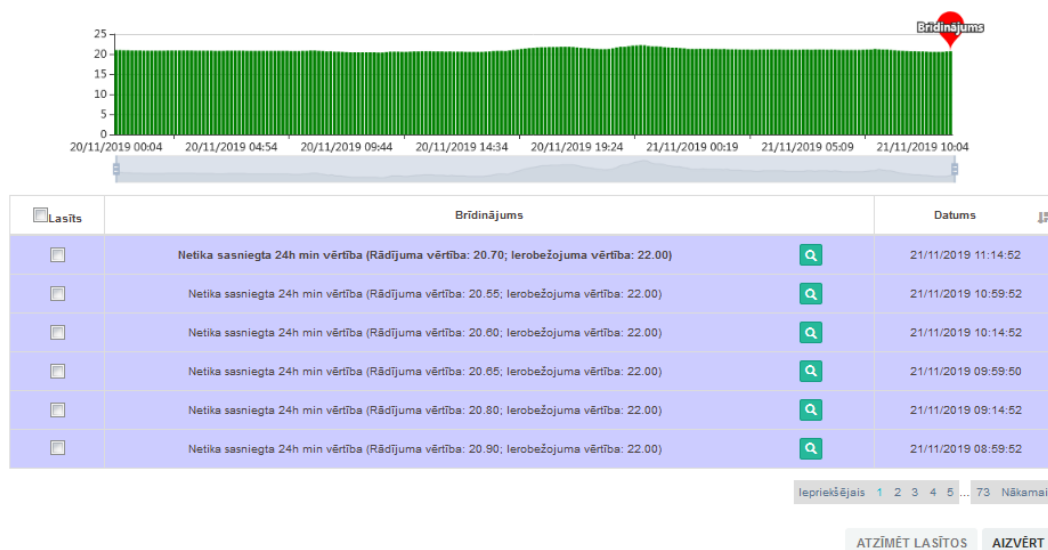 Brīdinājums
25
20
15
10
5
0
20/11/2019 00:04 20/11/2019 04:54 20/11/2019 09:44 20/11/2019 14:34 20/11/2019 19:24 21/11/2019 00:19 21/11/2019 05:09 21/11/2019 10:04
Lasīts Brīdinājums Datums
Netika sasniegta 24h min vērtība (Rādījuma vērtība: 20.70; Ierobežojuma vērtība: 22.00) 21/11/2019 11:14:52
Netika sasniegta 24h min vērtība (Rādījuma vērtība: 20.55; Ierobežojuma vērtība: 22.00) 21/11/2019 10:59:52
Netika sasniegta 24h min vērtība (Rādījuma vērtība: 20.60; Ierobežojuma vērtība: 22.00) 21/11/2019 10:14:52
Netika sasniegta 24h min vērtība (Rādījuma vērtība: 20.65; Ierobežojuma vērtība: 22.00) 21/11/2019 09:59:50
Netika sasniegta 24h min vērtība (Rādījuma vērtība: 20.80; Ierobežojuma vērtība: 22.00) 21/11/2019 09:14:52
Netika sasniegta 24h min vērtība (Rādījuma vērtība: 20.90; Ierobežojuma vērtība: 22.00) 21/11/2019 08:59:52
Iepriekšējais 1 2 3 4 5 ... 73 Nākamai
ATZĪMĒT LASĪTOS AIZVĒRT